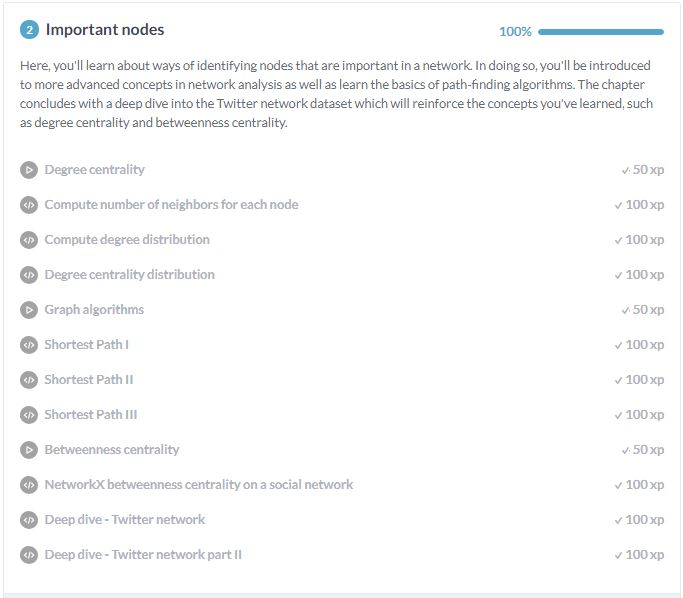 2 Important nodes 100%
Here, you'll learn about ways of identifying nodes that are important in a network. In doing so, you'll be introduced
to more advanced concepts in network analysis as well as learn the basics of path-finding algorithms. The chapter
concludes with a deep dive into the Twitter network dataset which will reinforce the concepts you've learned, such
as degree centrality and betweenness centrality.
Degree centrality 50 xp
Compute number of neighbors for each node 100 xp
Compute degree distribution 100 xp
Degree centrality distribution 100 xp
Graph algorithms 50 xp
Shortest Path I 100 xp
Shortest Path II 100 xp
Shortest Path III 100 xp
Betweenness centrality 50 xp
NetworkX betweenness centrality on a social network 100 xp
Deep dive - Twitter network 100 xp
Deep dive - Twitter network part II 100 xp